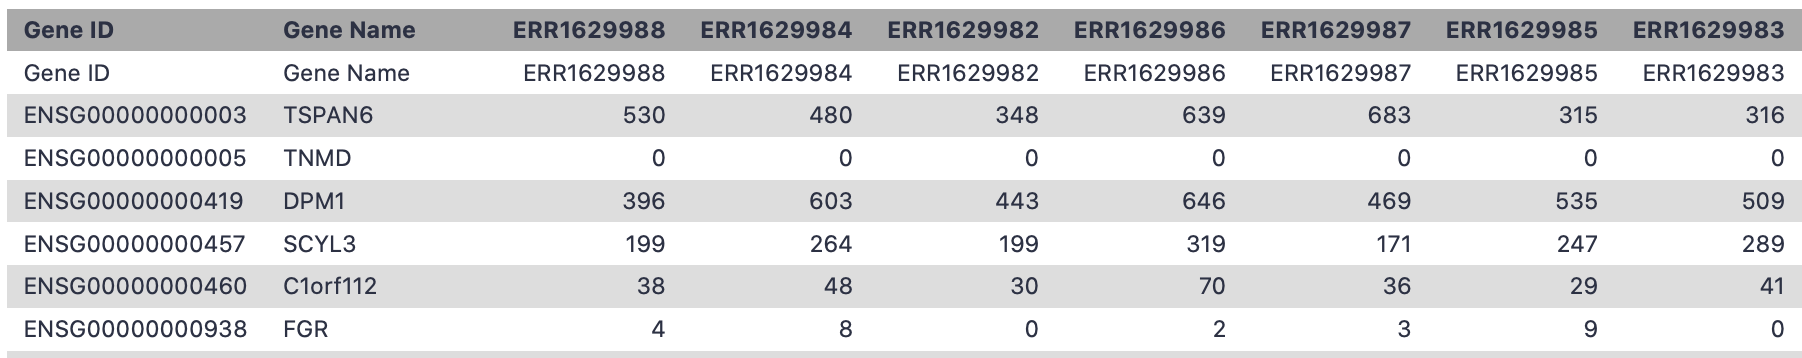 Gene ID Gene Name ERR1629988 ERR1629984 ERR1629982 ERR1629986 ERR1629987 ERR1629985 ERR1629983
Gene ID Gene Name ERR1629988 ERR1629984 ERR1629982 ERR1629986 ERR1629987 ERR1629985 ERR1629983
ENSG00000000003 TSPAN6 530 480 348 639 683 315 316
ENSG00000000005 TNMD 0 0 0 0 0 0 0
ENSG00000000419 DPM1 396 603 443 646 469 535 509
ENSG00000000457 SCYL3 199 264 199 319 171 247 289
ENSG00000000460 C1orf112 38 48 30 70 36 29 41
ENSG00000000938 FGR 4 8 0 2 3 9 0